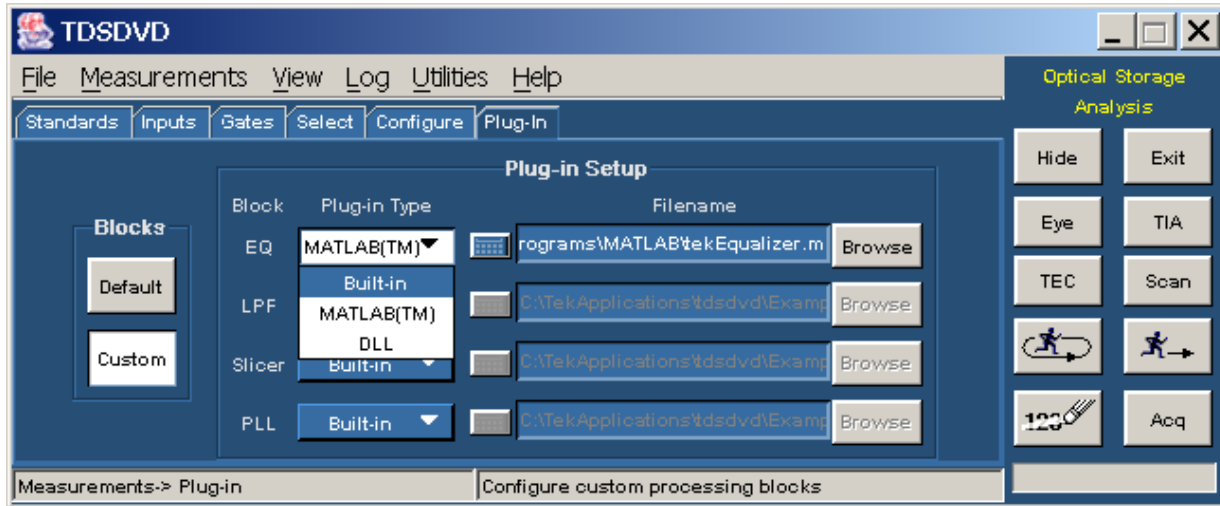 TDSDVD
File Measurements View Log Utilities Help
Optical Storage
Analysis
Standards Inputs Gates Select Configure Plug-In
Hide Exit
Plug-in Setup
Block Plug-in Type Filename
Blocks
EQ MATLAB(TM) rograms\MATLAB\tekEqualizer.m Browse
Eye TIA
Default
Built-in
TEC Scan
LPF MATLAB(TM) C:\TekApplications\tdsdvd\Examp Browse
DLL
Custom
Slicer Built-in C:\TekApplications\tdsdvd\Examp Browse
PLL Built-in C:\TekApplications\tdsdvd\Examp Browse
123 Acq
Measurements-> Plug-in Configure custom processing blocks